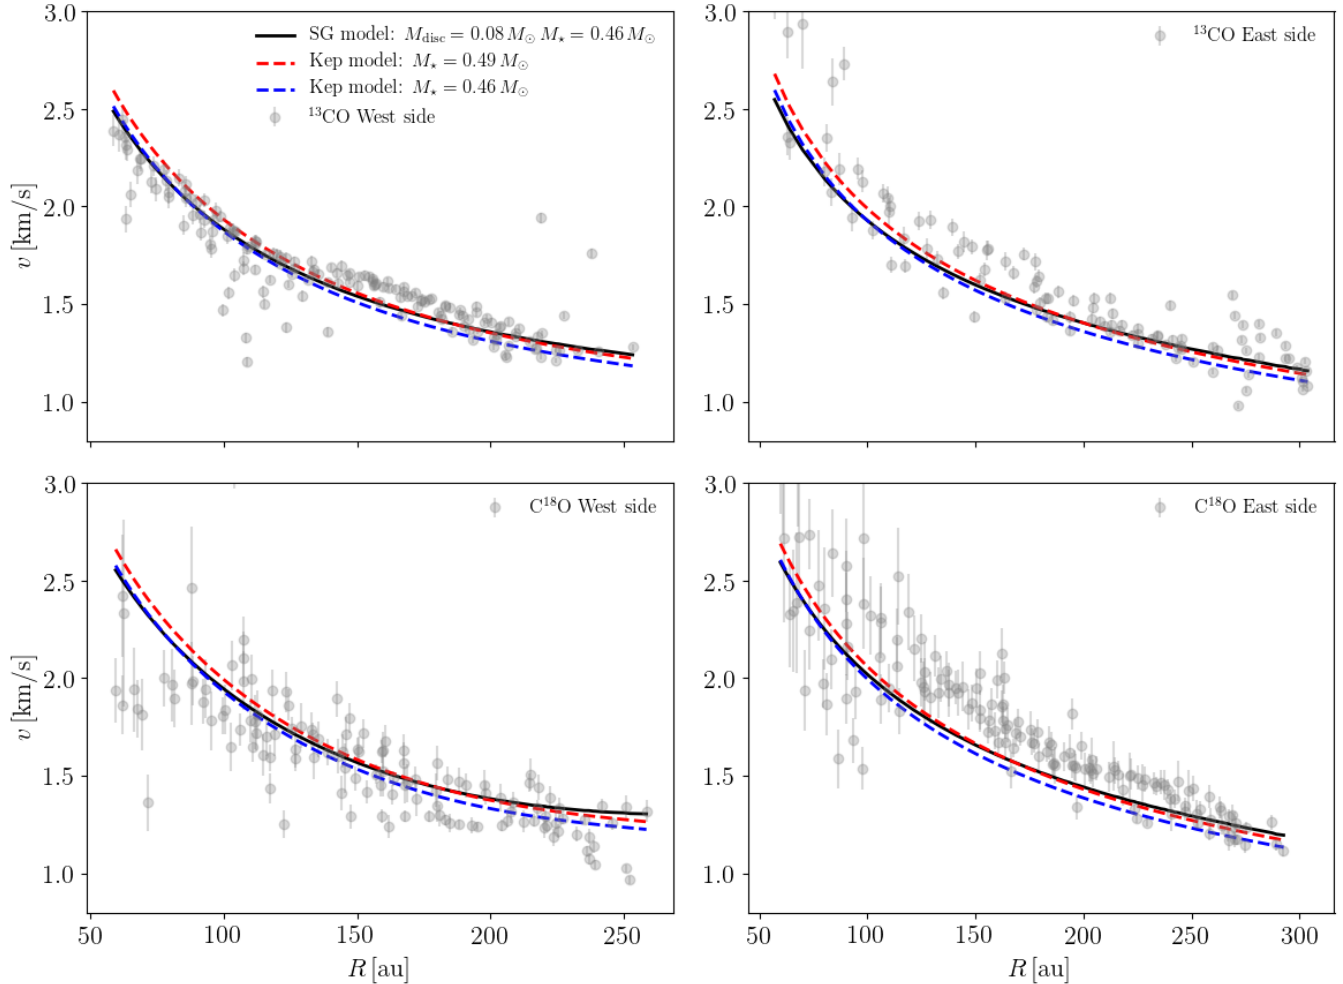 3.0
2.5
2.0
1.5
1.0
v [km/s]
SG model: M_disc = 0.08 M_⊙ M_⋆ = 0.46 M_⊙
Kep model: M_⋆ = 0.49 M_⊙
Kep model: M_⋆ = 0.46 M_⊙
¹³CO West side
¹³CO East side
3.0
2.5
2.0
1.5
1.0
3.0
2.5
2.0
1.5
1.0
v [km/s]
C¹⁸O West side
50 100 150 200 250
R [au]
3.0
2.5
2.0
1.5
1.0
C¹⁸O East side
50 100 150 200 250 300
R [au]